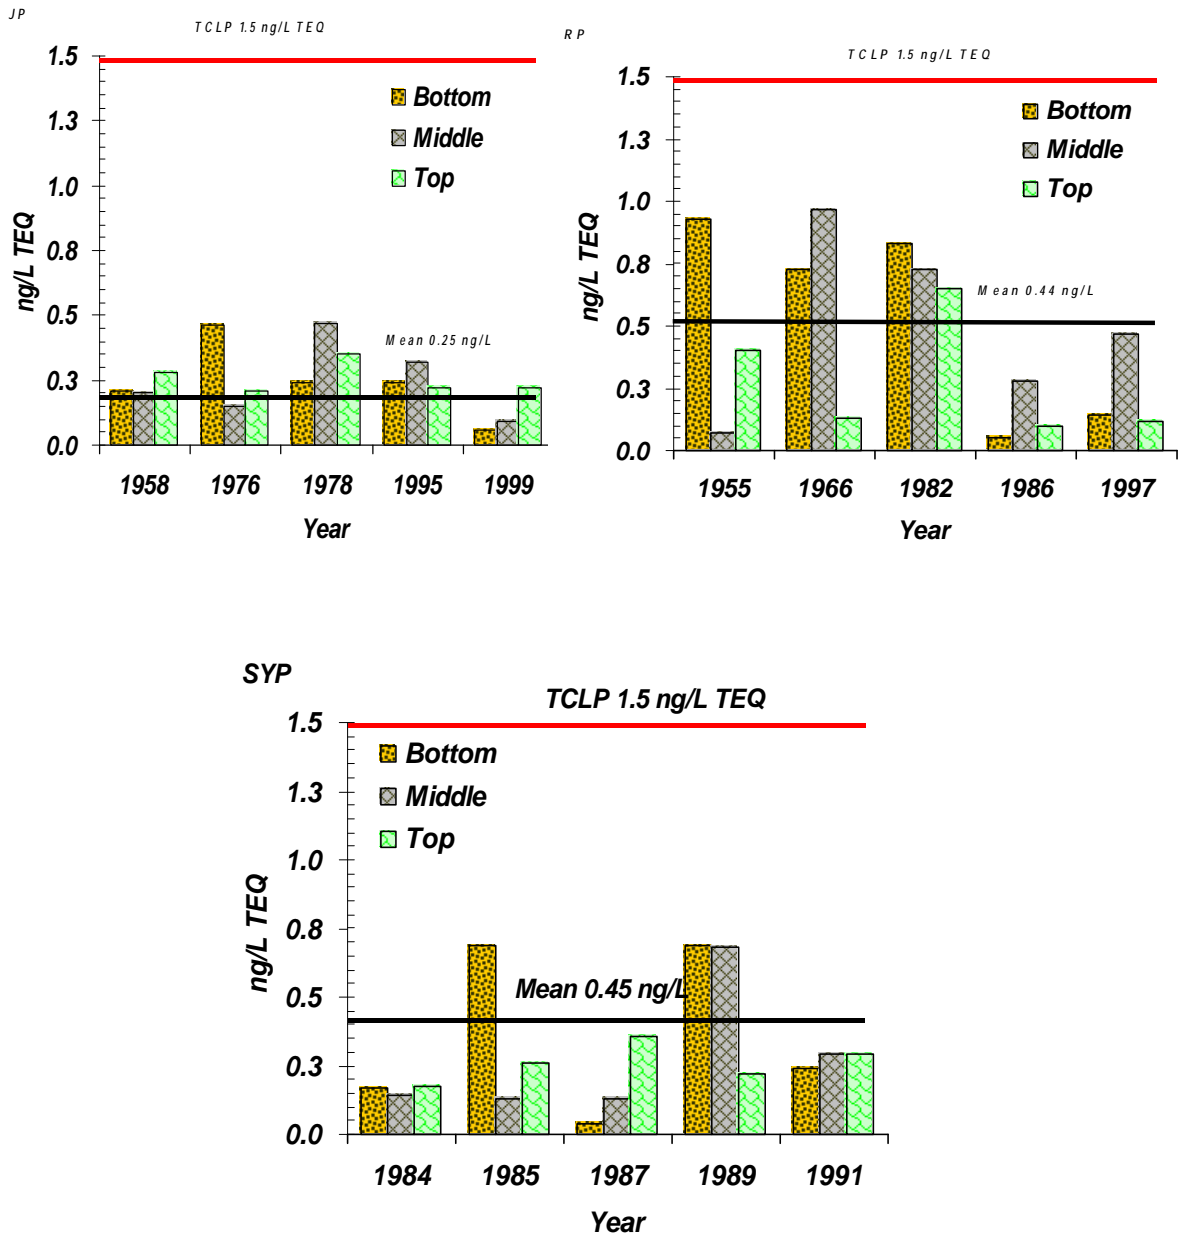 JP
TCLP 1.5 ng/L TEQ
1.5
1.3
1.0
0.8
0.5
0.3
0.0
ng/L TEQ
Bottom
Middle
Top
Mean 0.25 ng/L
1958 1976 1978 1995 1999
Year
RP
TCLP 1.5 ng/L TEQ
1.5
1.3
1.0
0.8
0.5
0.3
0.0
ng/L TEQ
Bottom
Middle
Top
Mean 0.44 ng/L
1955 1966 1982 1986 1997
Year
SYP
TCLP 1.5 ng/L TEQ
1.5
1.3
1.0
0.8
0.5
0.3
0.0
ng/L TEQ
Bottom
Middle
Top
Mean 0.45 ng/L
1984 1985 1987 1989 1991
Year